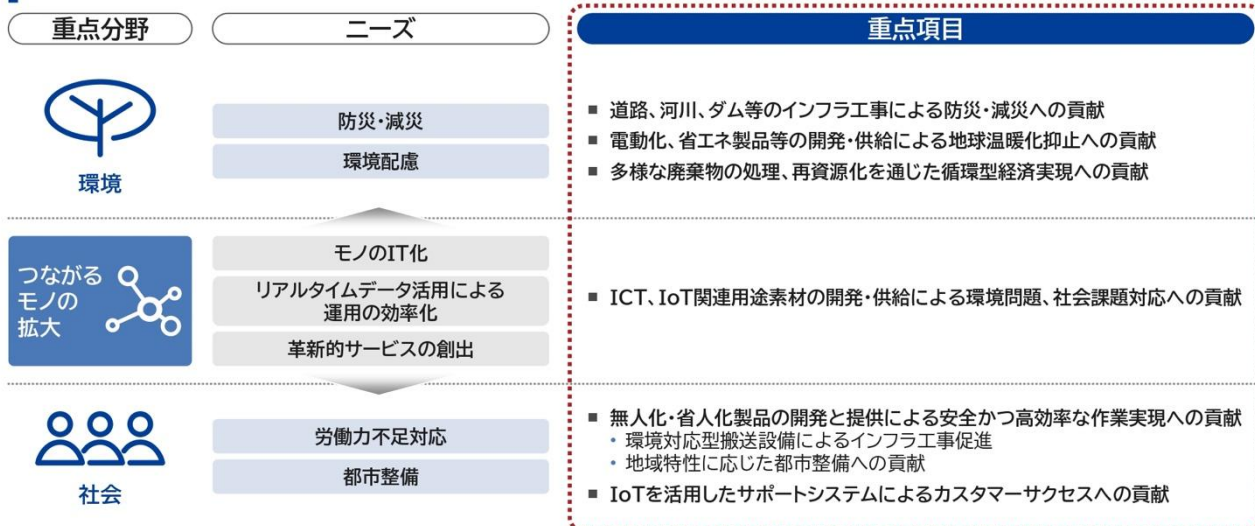 重点分野
ニーズ
重点項目
環境
防災・減災
環境配慮
■ 道路、河川、ダム等のインフラ工事による防災・減災への貢献
■ 電動化、省エネ製品等の開発・供給による地球温暖化抑止への貢献
■ 多様な廃棄物の処理、再資源化を通じた循環型経済実現への貢献
つながる
モノの
拡大
モノのIT化
リアルタイムデータ活用による
運用の効率化
革新的サービスの創出
■ ICT、IoT関連用途素材の開発・供給による環境問題、社会課題対応への貢献
社会
労働力不足対応
都市整備
■ 無人化・省人化製品の開発と提供による安全かつ高効率な作業実現への貢献
• 環境対応型搬送設備によるインフラ工事促進
• 地域特性に応じた都市整備への貢献
■ IoTを活用したサポートシステムによるカスタマーサクセスへの貢献